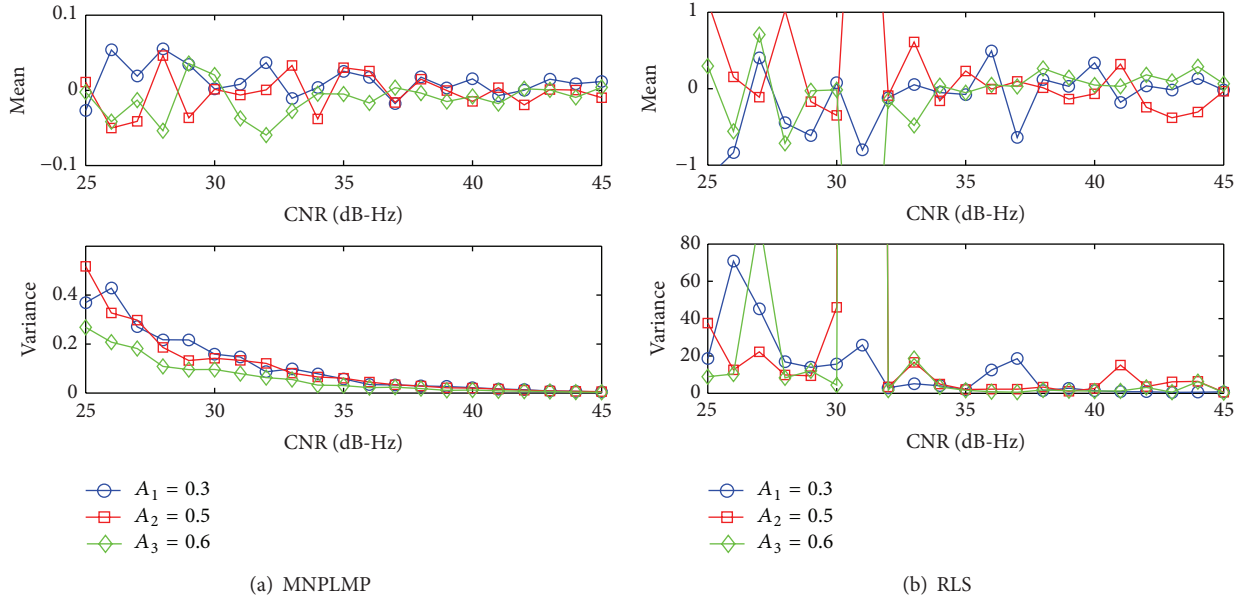 0.1
0
−0.1
Mean
25 30 35 40 45
CNR (dB-Hz)
0.4
0.2
0
Variance
25 30 35 40 45
CNR (dB-Hz)
A₁ = 0.3
A₂ = 0.5
A₃ = 0.6
(a) MNPLMP
1
0
−1
Mean
25 30 35 40 45
CNR (dB-Hz)
80
60
40
20
0
Variance
25 30 35 40 45
CNR (dB-Hz)
A₁ = 0.3
A₂ = 0.5
A₃ = 0.6
(b) RLS